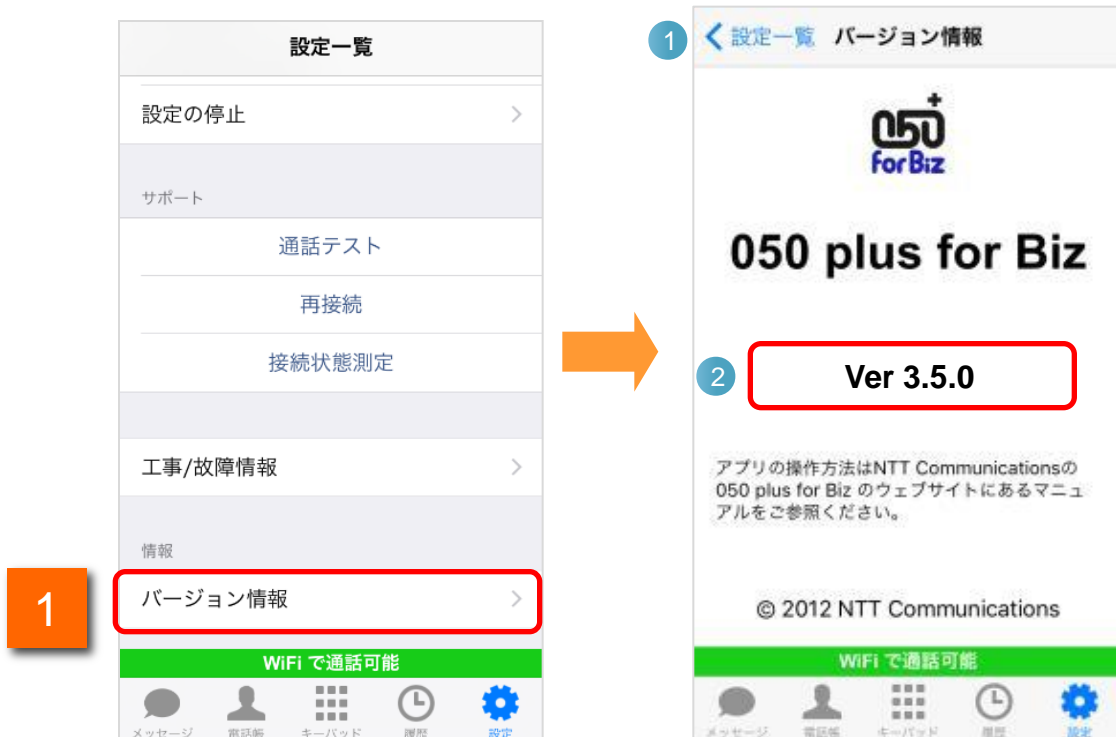 設定一覧
設定の停止
サポート
通話テスト
再接続
接続状態測定
工事/故障情報
情報
1
バージョン情報
WiFi で通話可能
メッセージ
電話帳
キーパッド
履歴
設定
1
設定一覧 バージョン情報
050+
for Biz
050 plus for Biz
2
Ver 3.5.0
アプリの操作方法はNTT Communicationsの
050 plus for Biz のウェブサイトにあるマニュ
アルをご参照ください。
© 2012 NTT Communications
WiFi で通話可能
メッセージ
電話帳
キーパッド
履歴
設定